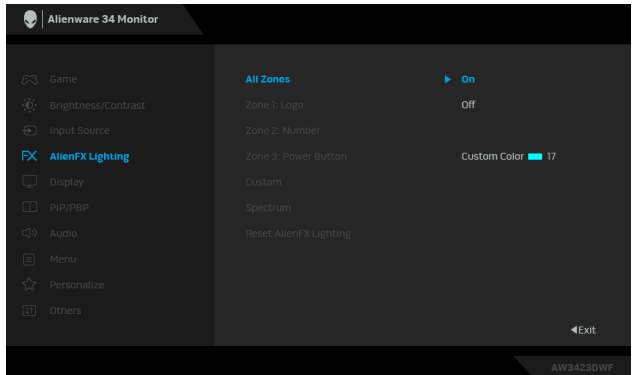 Alienware 34 Monitor
Game
All Zones On
Brightness/Contrast Zone 1: Logo Off
Input Source Zone 2: Number
FX AlienFX Lighting Zone 3: Power Button Custom Color 17
Display Custom
PIP/PBP Spectrum
Audio Reset AlienFX Lighting
Menu
Personalize
Others
Exit
AW3423DWF